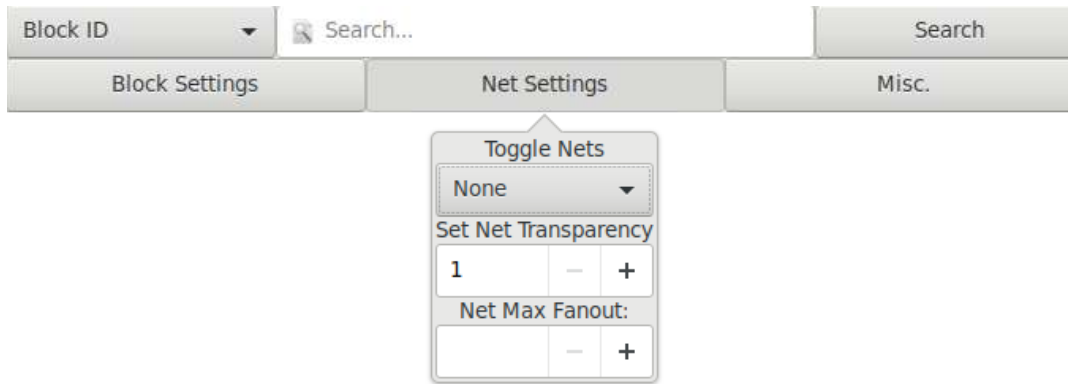 Block ID Search... Search
Block Settings Net Settings Misc.
Toggle Nets
None
Set Net Transparency
1 − +
Net Max Fanout:
− +